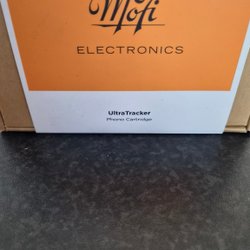 MoFi
ELECTRONICS
UltraTracker
Phono Cartridge